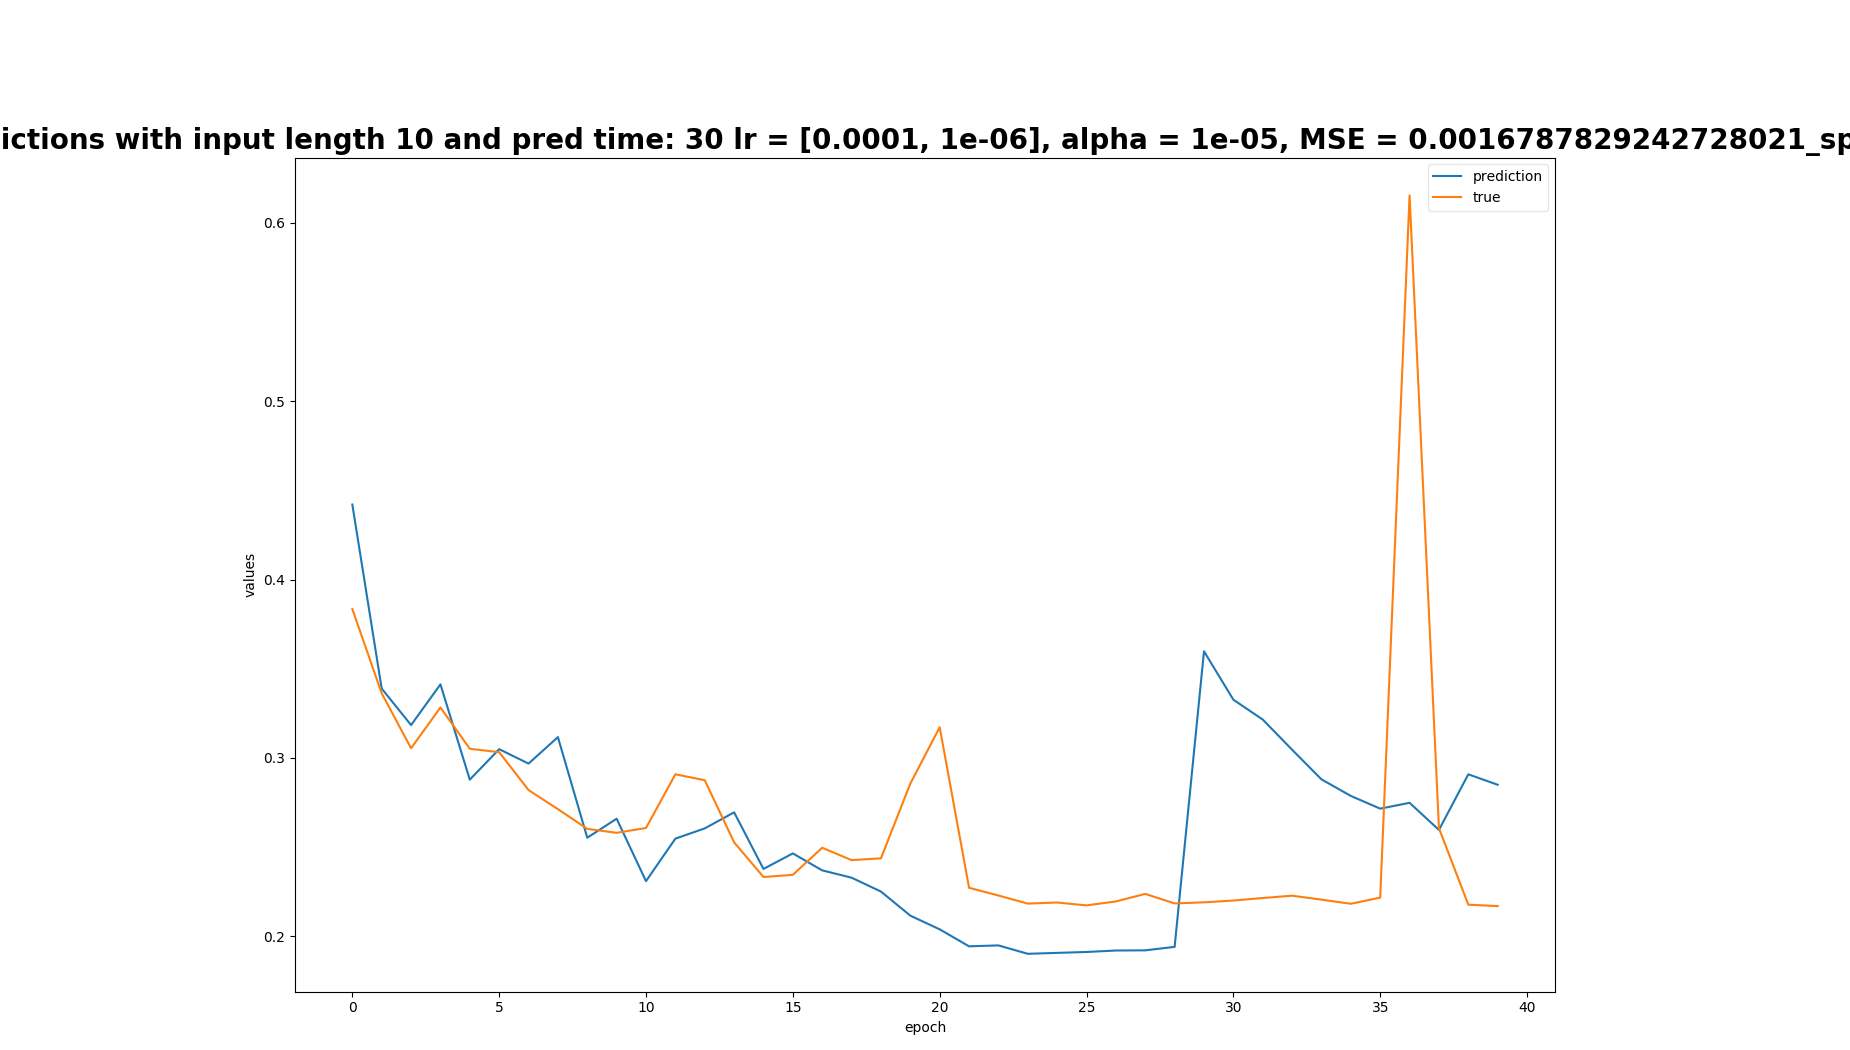 ictions with input length 10 and pred time: 30 lr = [0.0001, 1e-06], alpha = 1e-05, MSE = 0.0016787829242728021_sp
prediction
true
0.6
0.5
0.4
0.3
0.2
values
0 5 10 15 20 25 30 35 40
epoch